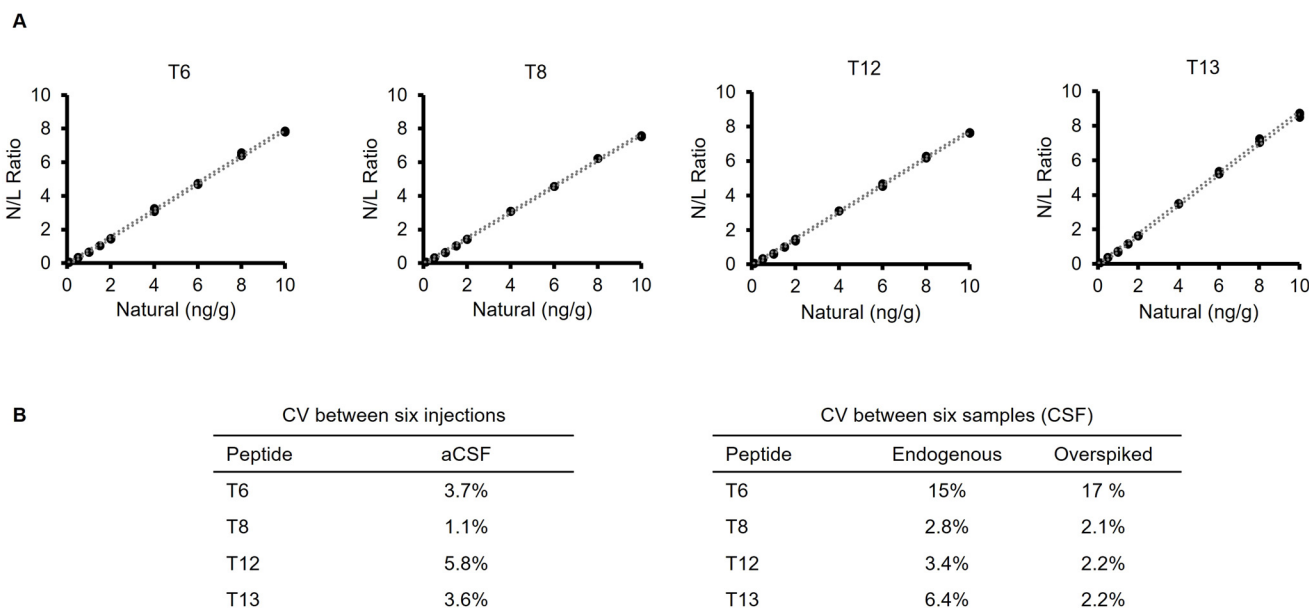 A
T6
T8
T12
T13
10
8
6
4
2
0
N/L Ratio
0 2 4 6 8 10
Natural (ng/g)
10
8
6
4
2
0
N/L Ratio
0 2 4 6 8 10
Natural (ng/g)
10
8
6
4
2
0
N/L Ratio
0 2 4 6 8 10
Natural (ng/g)
10
8
6
4
2
0
N/L Ratio
0 2 4 6 8 10
Natural (ng/g)
B
CV between six injections
Peptide aCSF
T6 3.7%
T8 1.1%
T12 5.8%
T13 3.6%
CV between six samples (CSF)
Peptide Endogenous Overspiked
T6 15% 17 %
T8 2.8% 2.1%
T12 3.4% 2.2%
T13 6.4% 2.2%